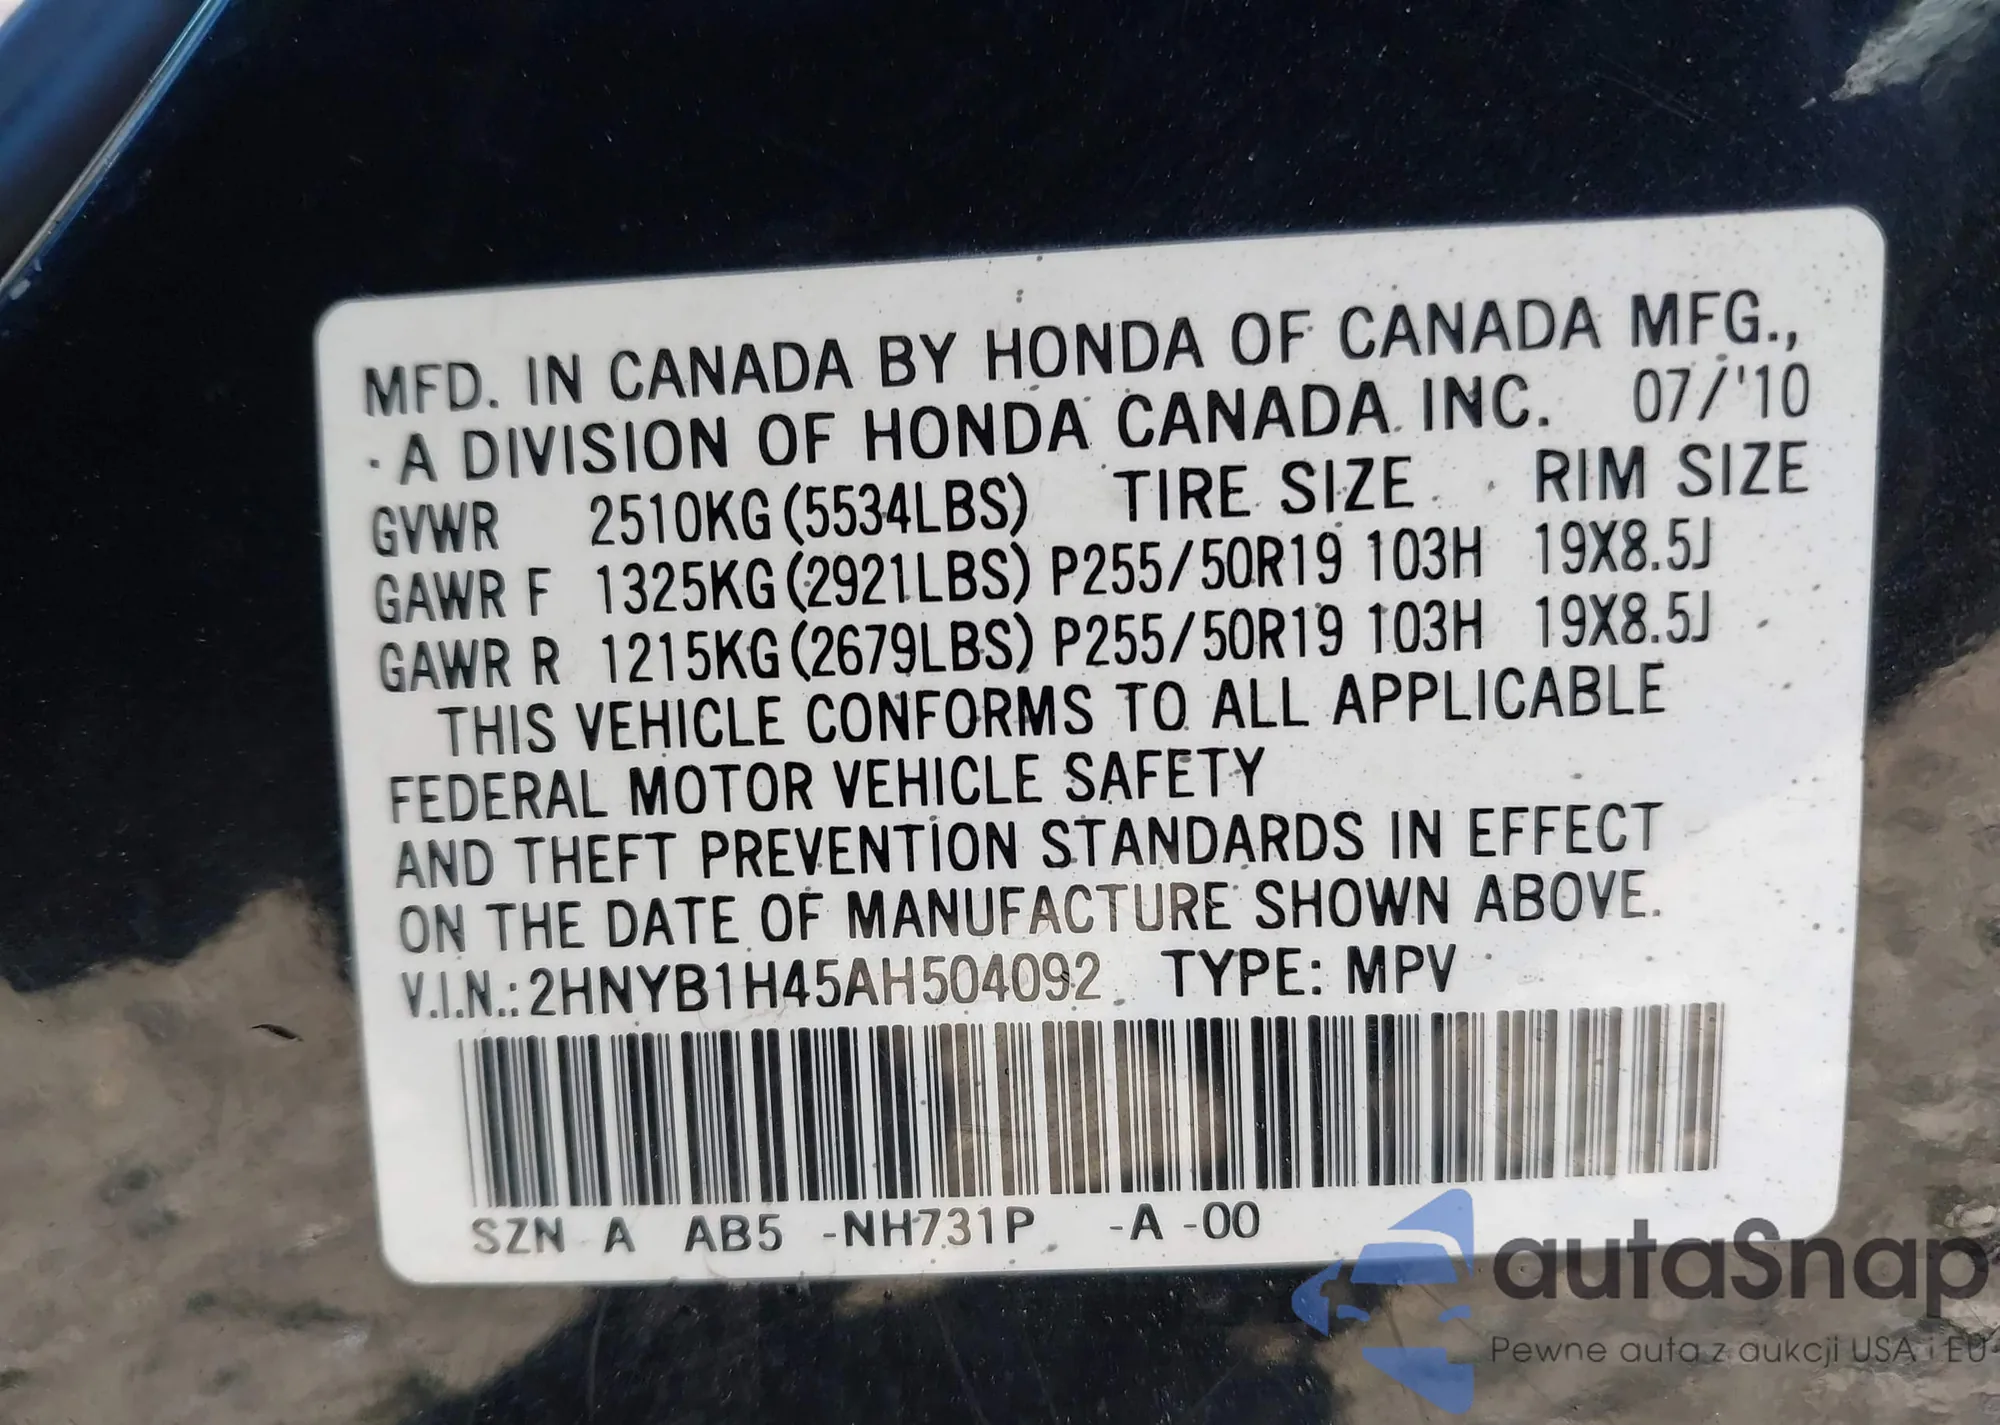 MFD. IN CANADA BY HONDA OF CANADA MFG.,
A DIVISION OF HONDA CANADA INC. 07/'10
GVWR 2510KG (5534LBS) TIRE SIZE RIM SIZE
GAWR F 1325KG (2921LBS) P255/50R19 103H 19X8.5J
GAWR R 1215KG (2679LBS) P255/50R19 103H 19X8.5J
THIS VEHICLE CONFORMS TO ALL APPLICABLE
FEDERAL MOTOR VEHICLE SAFETY
AND THEFT PREVENTION STANDARDS IN EFFECT
ON THE DATE OF MANUFACTURE SHOWN ABOVE.
V.I.N.: 2HNYB1H45AH504092 TYPE: MPV
SZN A AB5 -NH731P -A -00
autaSnap
Pewne auta z aukcji USA i EU